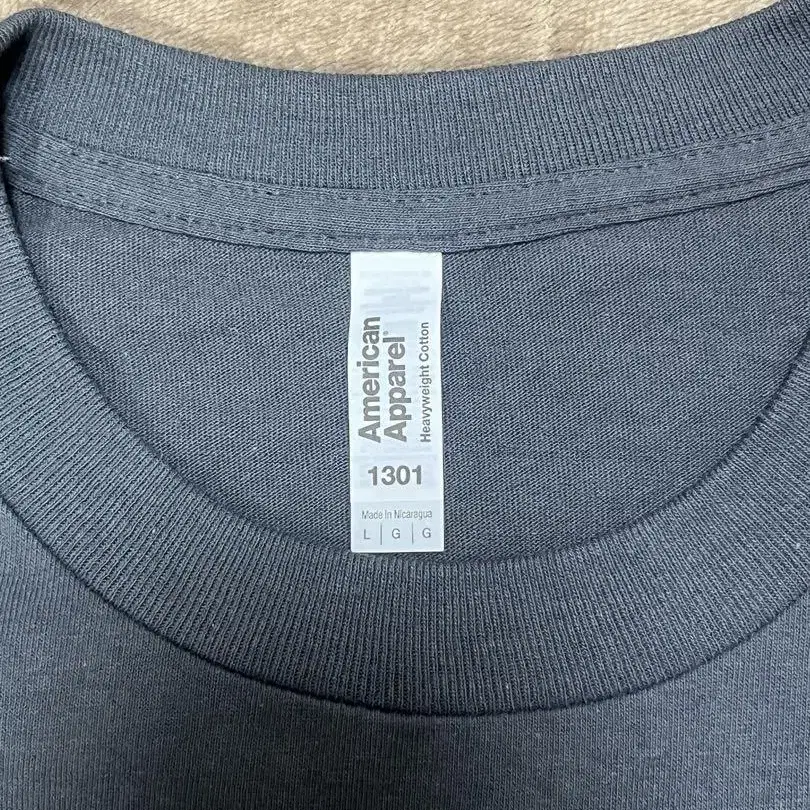 American
Apparel®
Heavyweight Cotton
1301
Made In Nicaragua
L | G | G